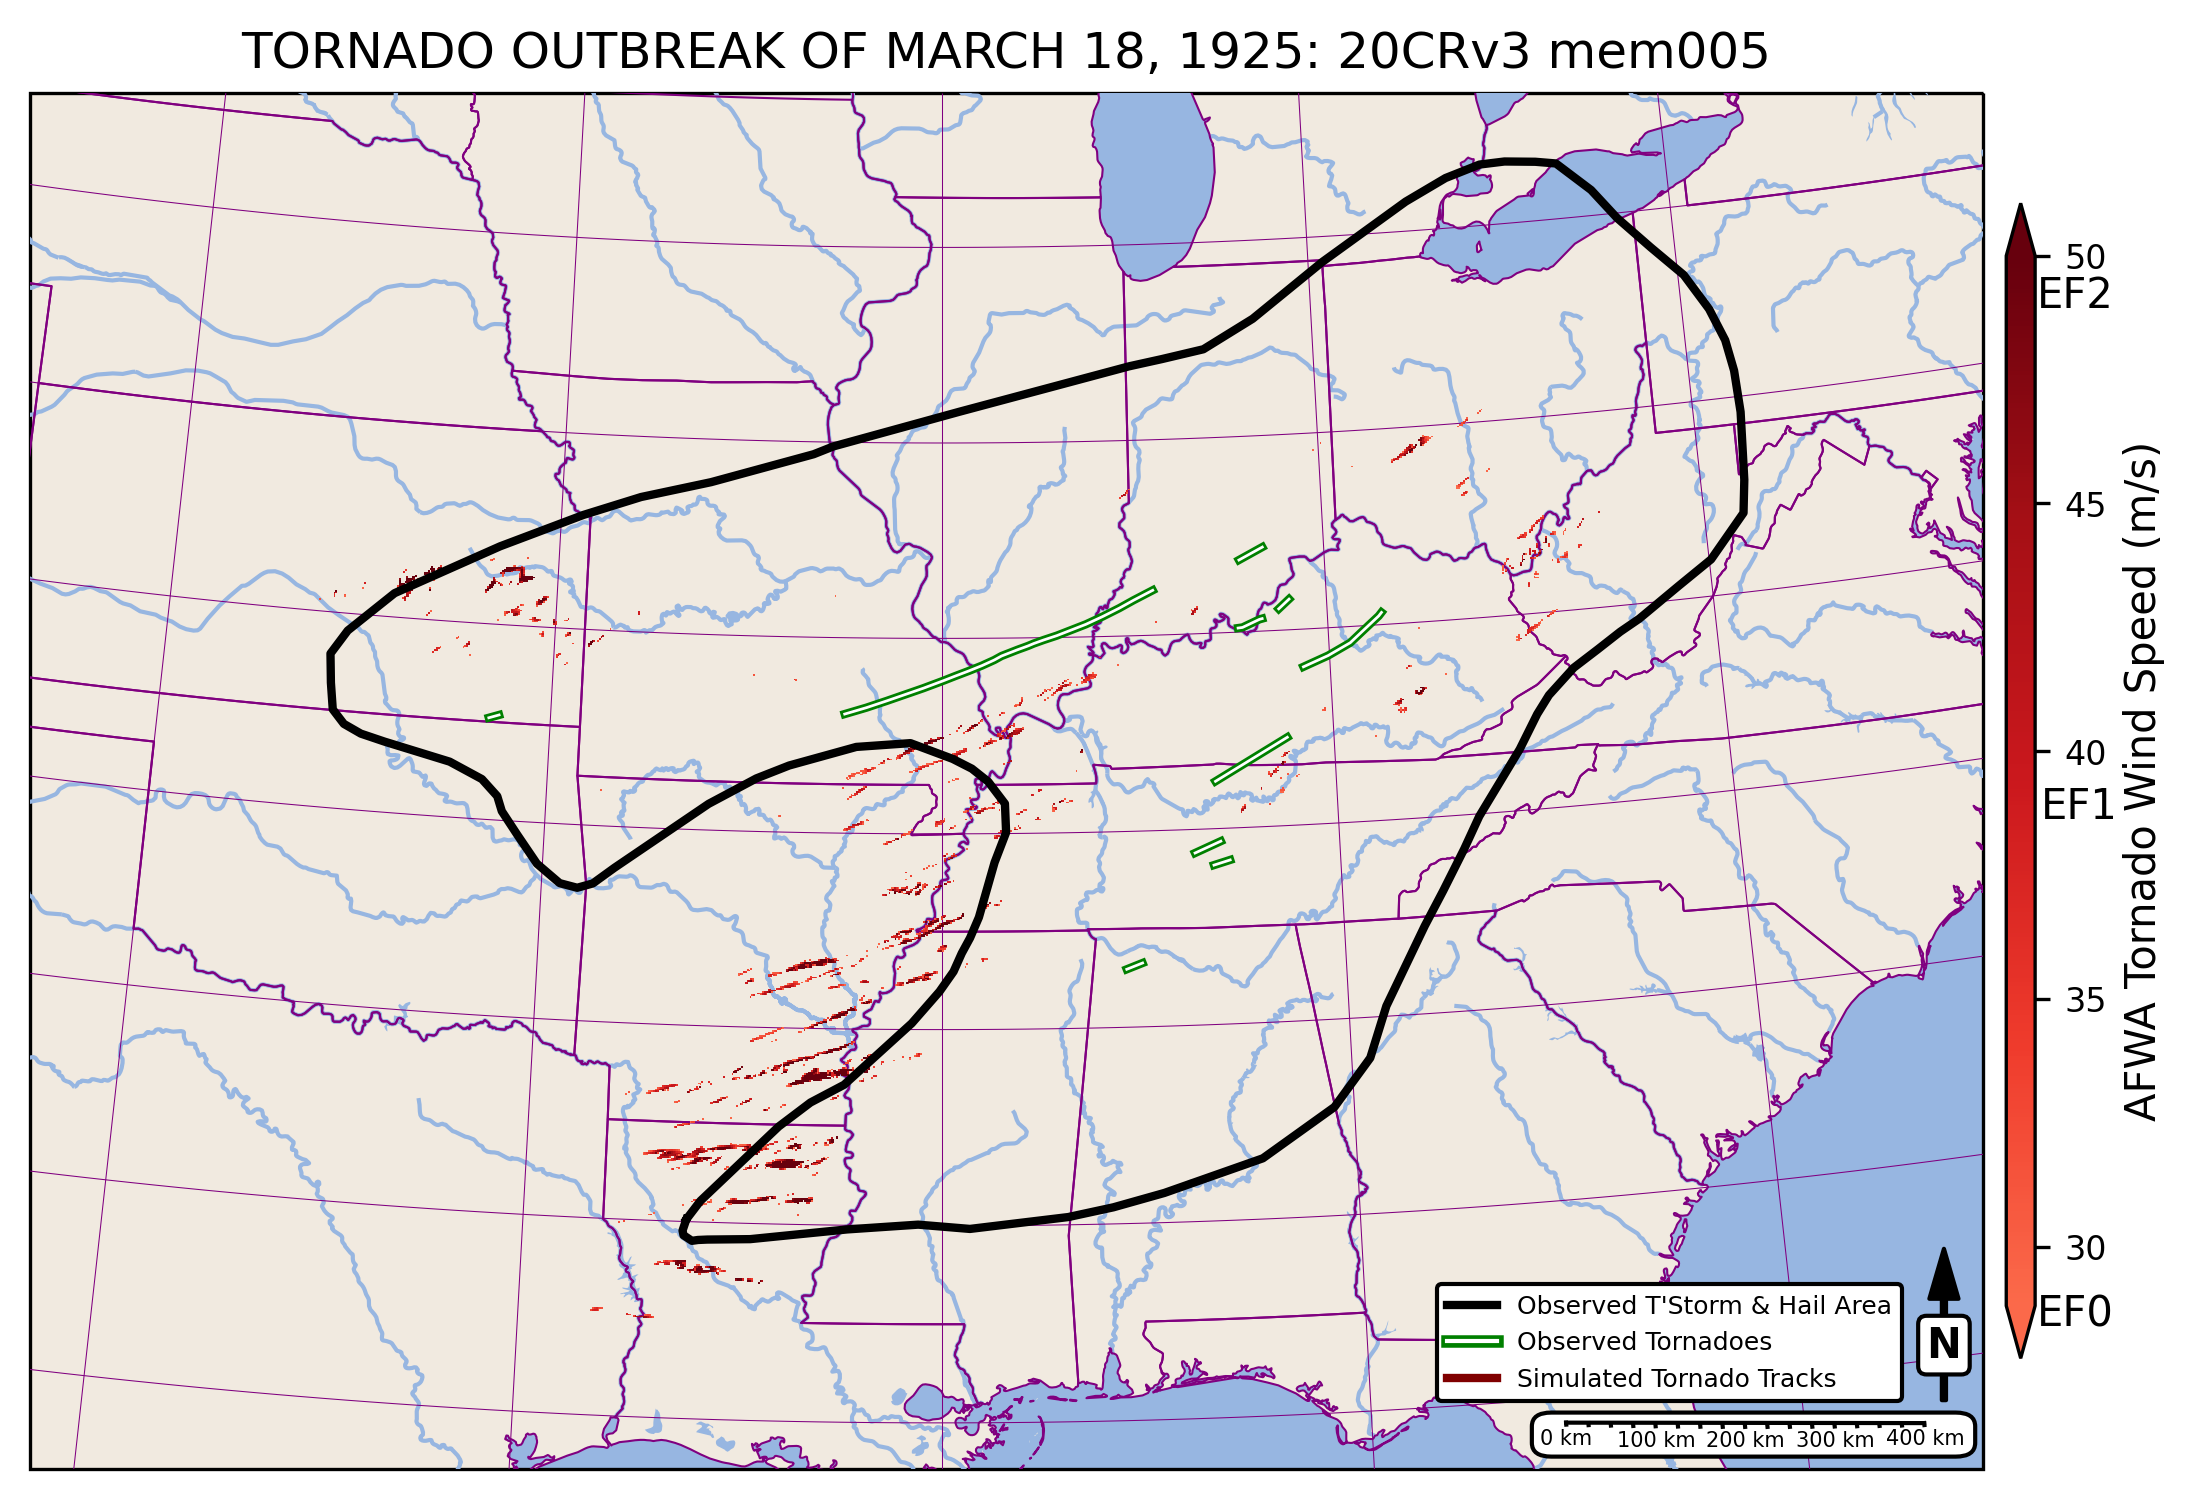 TORNADO OUTBREAK OF MARCH 18, 1925: 20CRv3 mem005
50
EF2
45
40
EF1
35
30
EF0
AFWA Tornado Wind Speed (m/s)
Observed T'Storm & Hail Area
Observed Tornadoes
Simulated Tornado Tracks
N
0 km 100 km 200 km 300 km 400 km